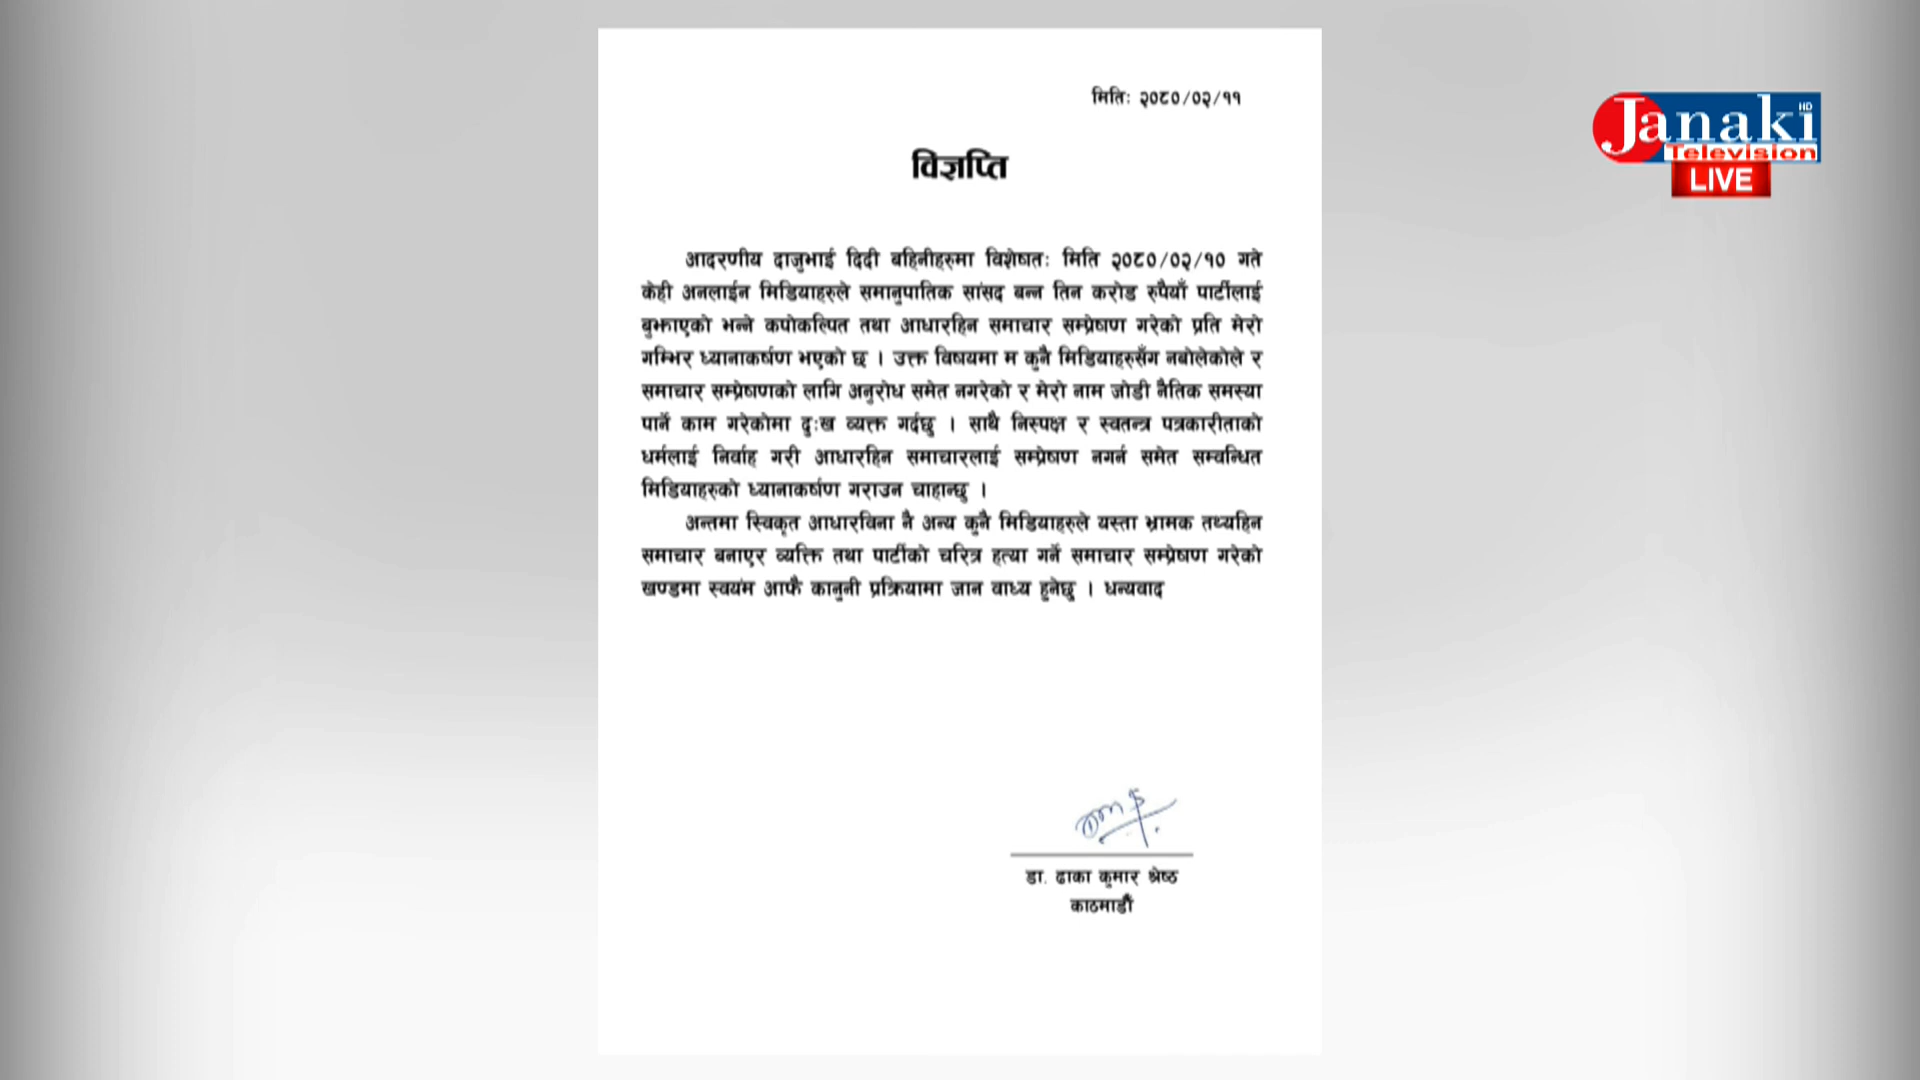 मितिः २०८०/०२/११
Janaki
HD
Television
LIVE
विज्ञप्ति
आदरणीय दाजुभाई दिदी बहिनीहरुमा विशेषतः मिति २०८०/०२/१० गते
केही अनलाईन मिडियाहरुले समानुपातिक सांसद बन्न तिन करोड रुपैयाँ पार्टीलाई
बुझाएको भन्ने कपोकल्पित तथा आधारहिन समाचार सम्प्रेषण गरेको प्रति मेरो
गम्भिर ध्यानाकर्षण भएको छ । उक्त विषयमा म कुनै मिडियाहरुसँग नबोलेकोले र
समाचार सम्प्रेषणको लागि अनुरोध समेत नगरेको र मेरो नाम जोडी नैतिक समस्या
पार्ने काम गरेकोमा दुःख व्यक्त गर्दछु । साथै निस्पक्ष र स्वतन्त्र पत्रकारीताको
धर्मलाई निर्वाह गरी आधारहिन समाचारलाई सम्प्रेषण नगर्न समेत सम्वन्धित
मिडियाहरुको ध्यानाकर्षण गराउन चाहान्छु ।
अन्तमा स्विकृत आधारविना नै अन्य कुनै मिडियाहरुले यस्ता भ्रामक तथ्यहिन
समाचार बनाएर व्यक्ति तथा पार्टीको चरित्र हत्या गर्ने समाचार सम्प्रेषण गरेको
खण्डमा स्वयंम आफै कानुनी प्रक्रियामा जान वाध्य हुनेछु । धन्यवाद
डा. ढाका कुमार श्रेष्ठ
काठमाडौं